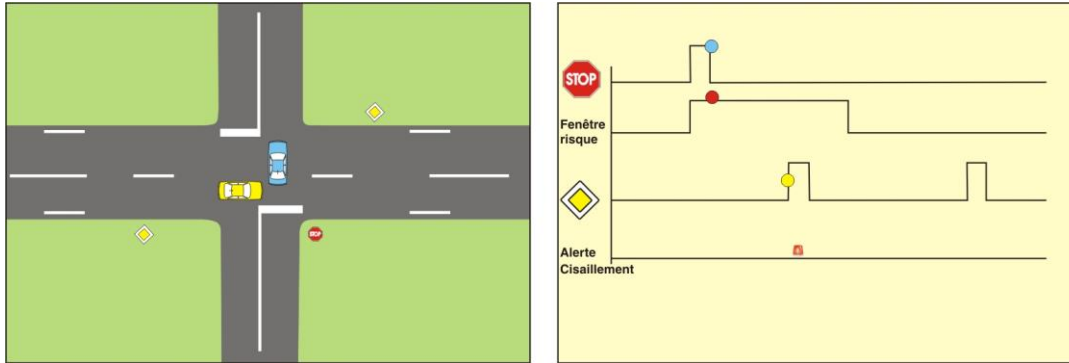 STOP
STOP
Fenêtre
risque
Alerte
Cisaillement